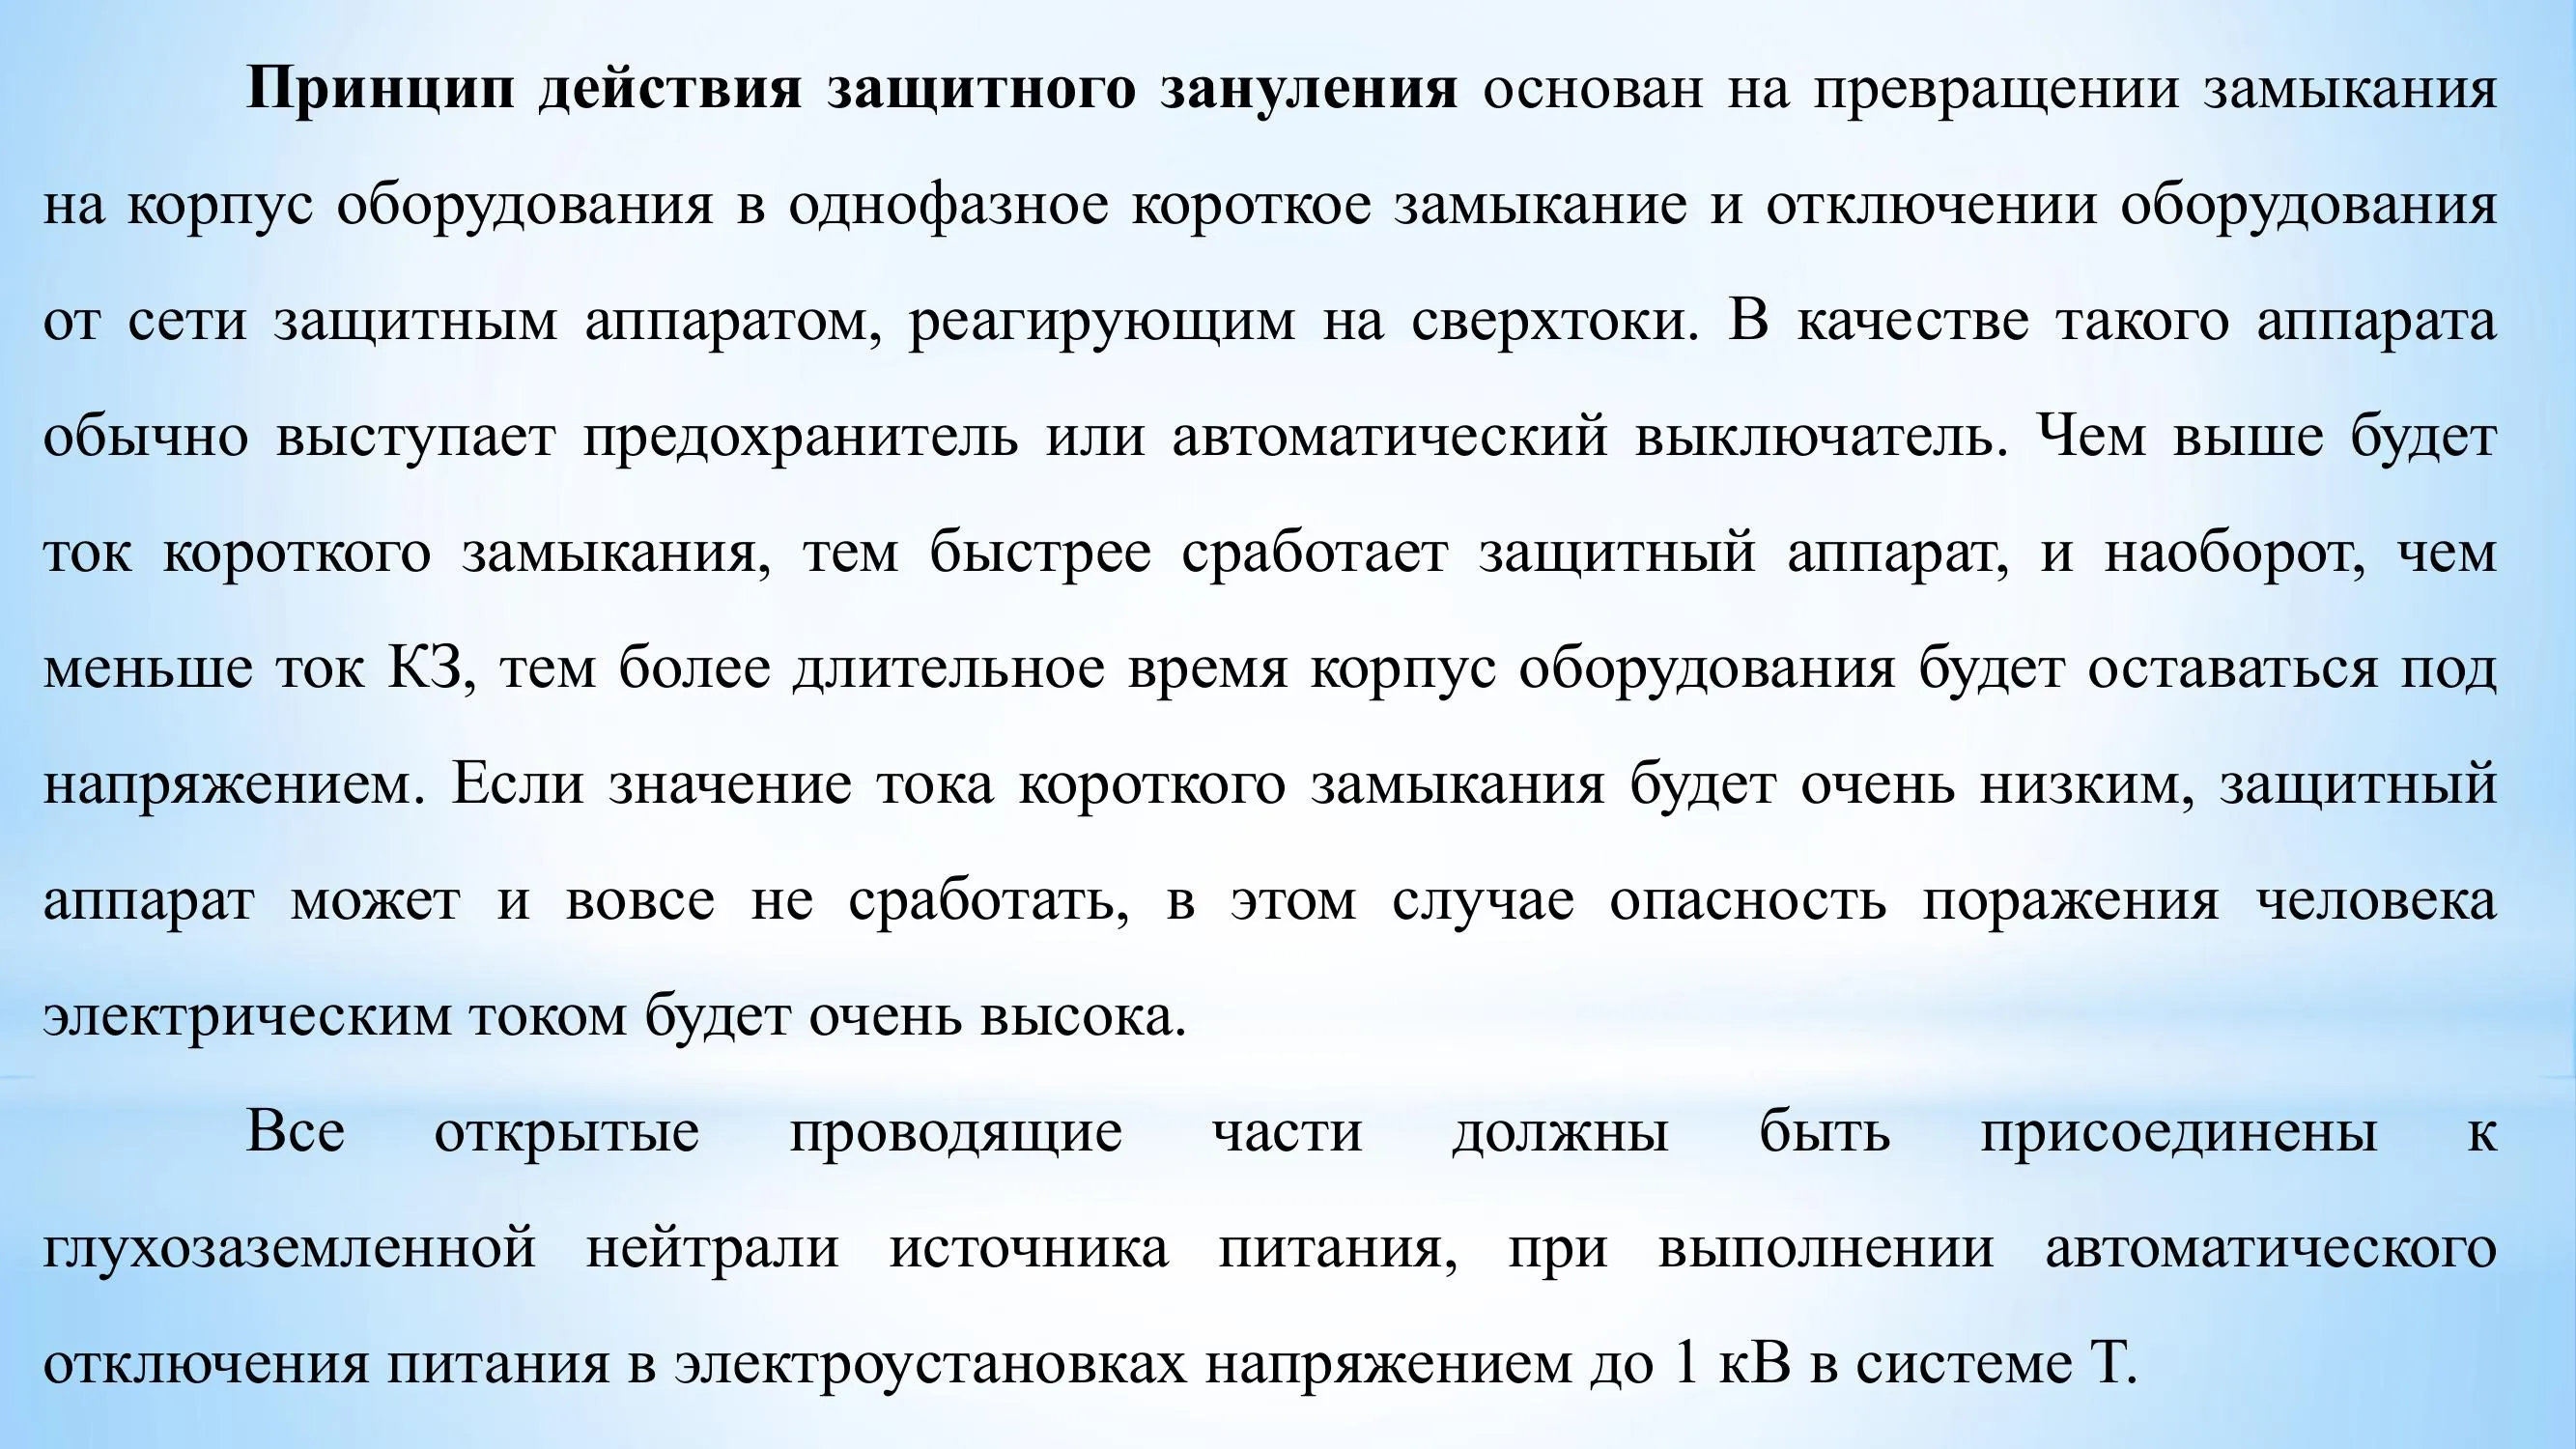 Принцип действия защитного зануления основан на превращении замыкания
на корпус оборудования в однофазное короткое замыкание и отключении оборудования
от сети защитным аппаратом, реагирующим на сверхтоки. В качестве такого аппарата
обычно выступает предохранитель или автоматический выключатель. Чем выше будет
ток короткого замыкания, тем быстрее сработает защитный аппарат, и наоборот, чем
меньше ток КЗ, тем более длительное время корпус оборудования будет оставаться под
напряжением. Если значение тока короткого замыкания будет очень низким, защитный
аппарат может и вовсе не сработать, в этом случае опасность поражения человека
электрическим током будет очень высока.
Все открытые проводящие части должны быть присоединены к
глухозаземленной нейтрали источника питания, при выполнении автоматического
отключения питания в электроустановках напряжением до 1 кВ в системе Т.